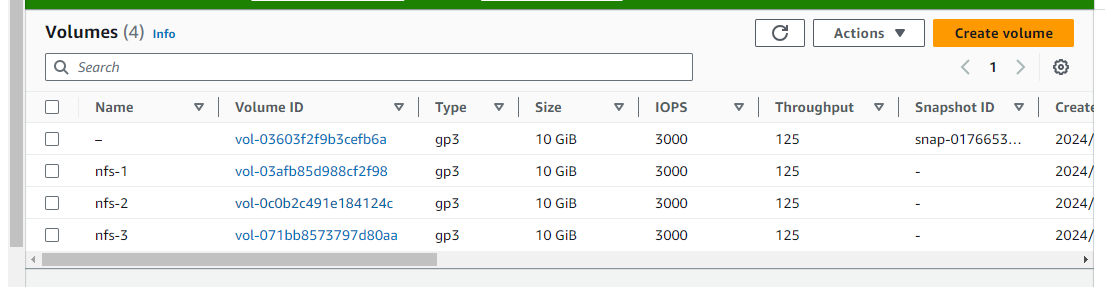 Volumes (4) Info
Actions ▼ Create volume
Search
1
Name Volume ID Type Size IOPS Throughput Snapshot ID Create
– vol-03603f2f9b3cefb6a gp3 10 GiB 3000 125 snap-0176653... 2024/
nfs-1 vol-03afb85d988cf2f98 gp3 10 GiB 3000 125 - 2024/
nfs-2 vol-0c0b2c491e184124c gp3 10 GiB 3000 125 - 2024/
nfs-3 vol-071bb8573797d80aa gp3 10 GiB 3000 125 - 2024/